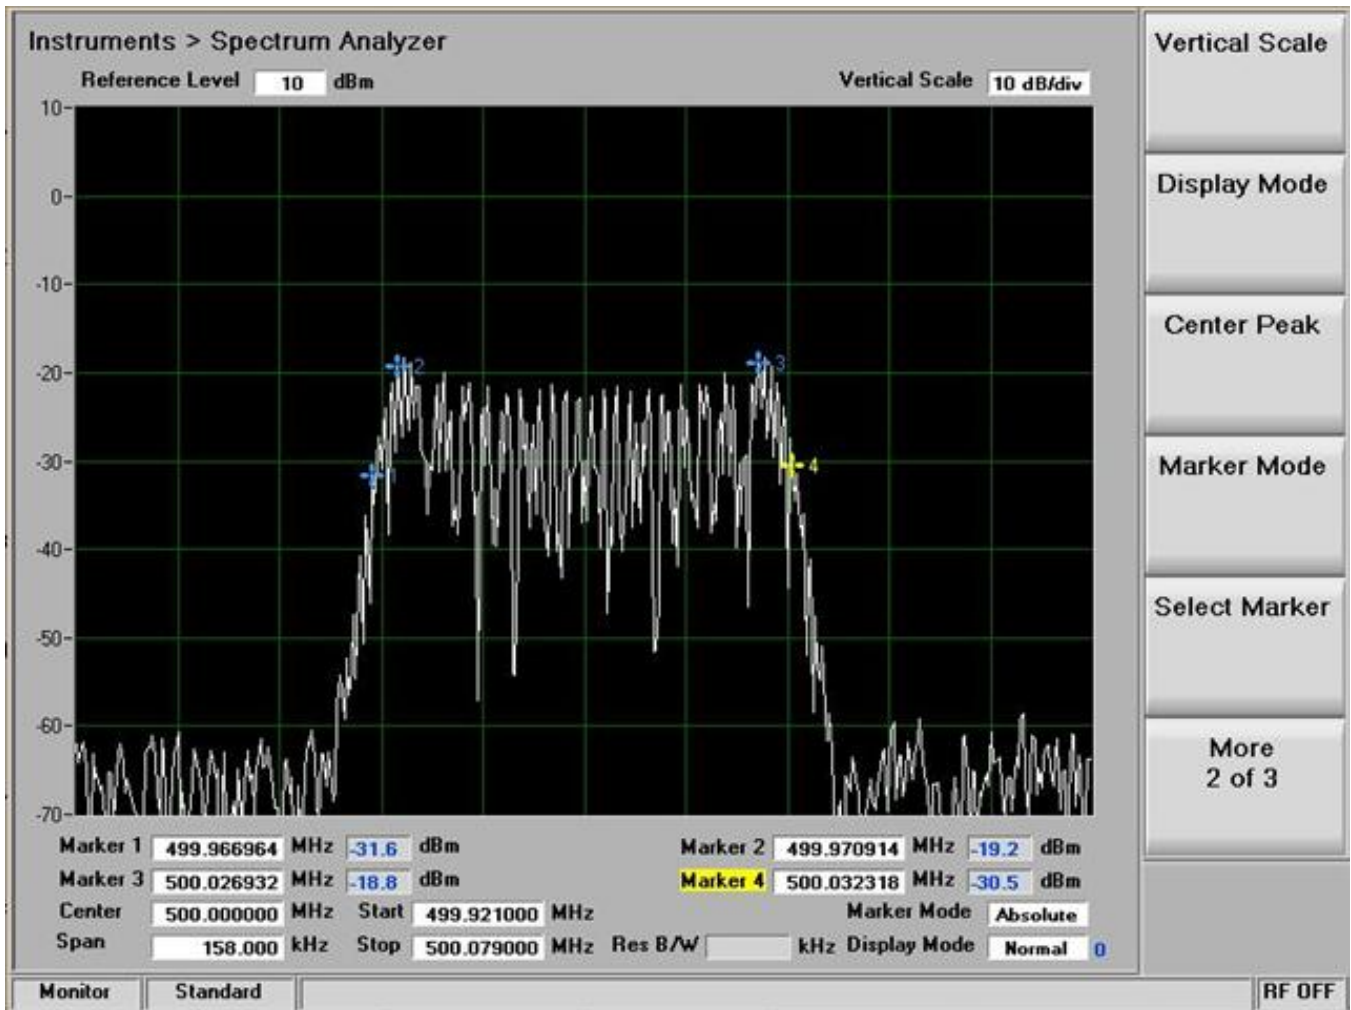 Instruments > Spectrum Analyzer
Reference Level 10 dBm Vertical Scale 10 dB/div
10
0
-10
-20
-30
-40
-50
-60
-70
1
2
3
4
Marker 1 499.966964 MHz -31.6 dBm Marker 2 499.970914 MHz -19.2 dBm
Marker 3 500.026932 MHz -18.8 dBm Marker 4 500.032318 MHz -30.5 dBm
Center 500.000000 MHz Start 499.921000 MHz Marker Mode Absolute
Span 158.000 kHz Stop 500.079000 MHz Res B/W kHz Display Mode Normal 0
Vertical Scale
Display Mode
Center Peak
Marker Mode
Select Marker
More
2 of 3
Monitor Standard RF OFF